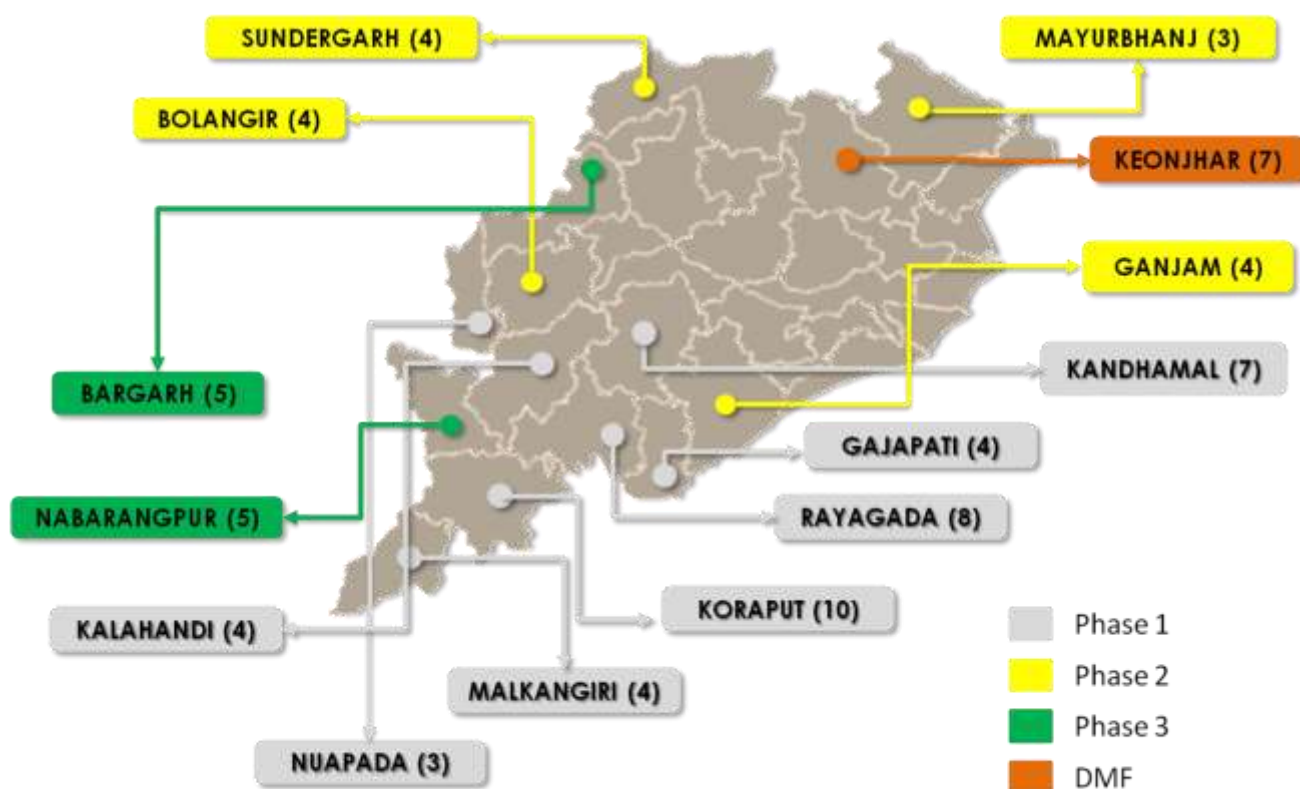 SUNDERGARH (4)
MAYURBHANJ (3)
BOLANGIR (4)
KEONJHAR (7)
GANJAM (4)
BARGARH (5)
KANDHAMAL (7)
GAJAPATI (4)
NABARANGPUR (5)
RAYAGADA (8)
KORAPUT (10)
KALAHANDI (4)
MALKANGIRI (4)
NUAPADA (3)
Phase 1
Phase 2
Phase 3
DMF